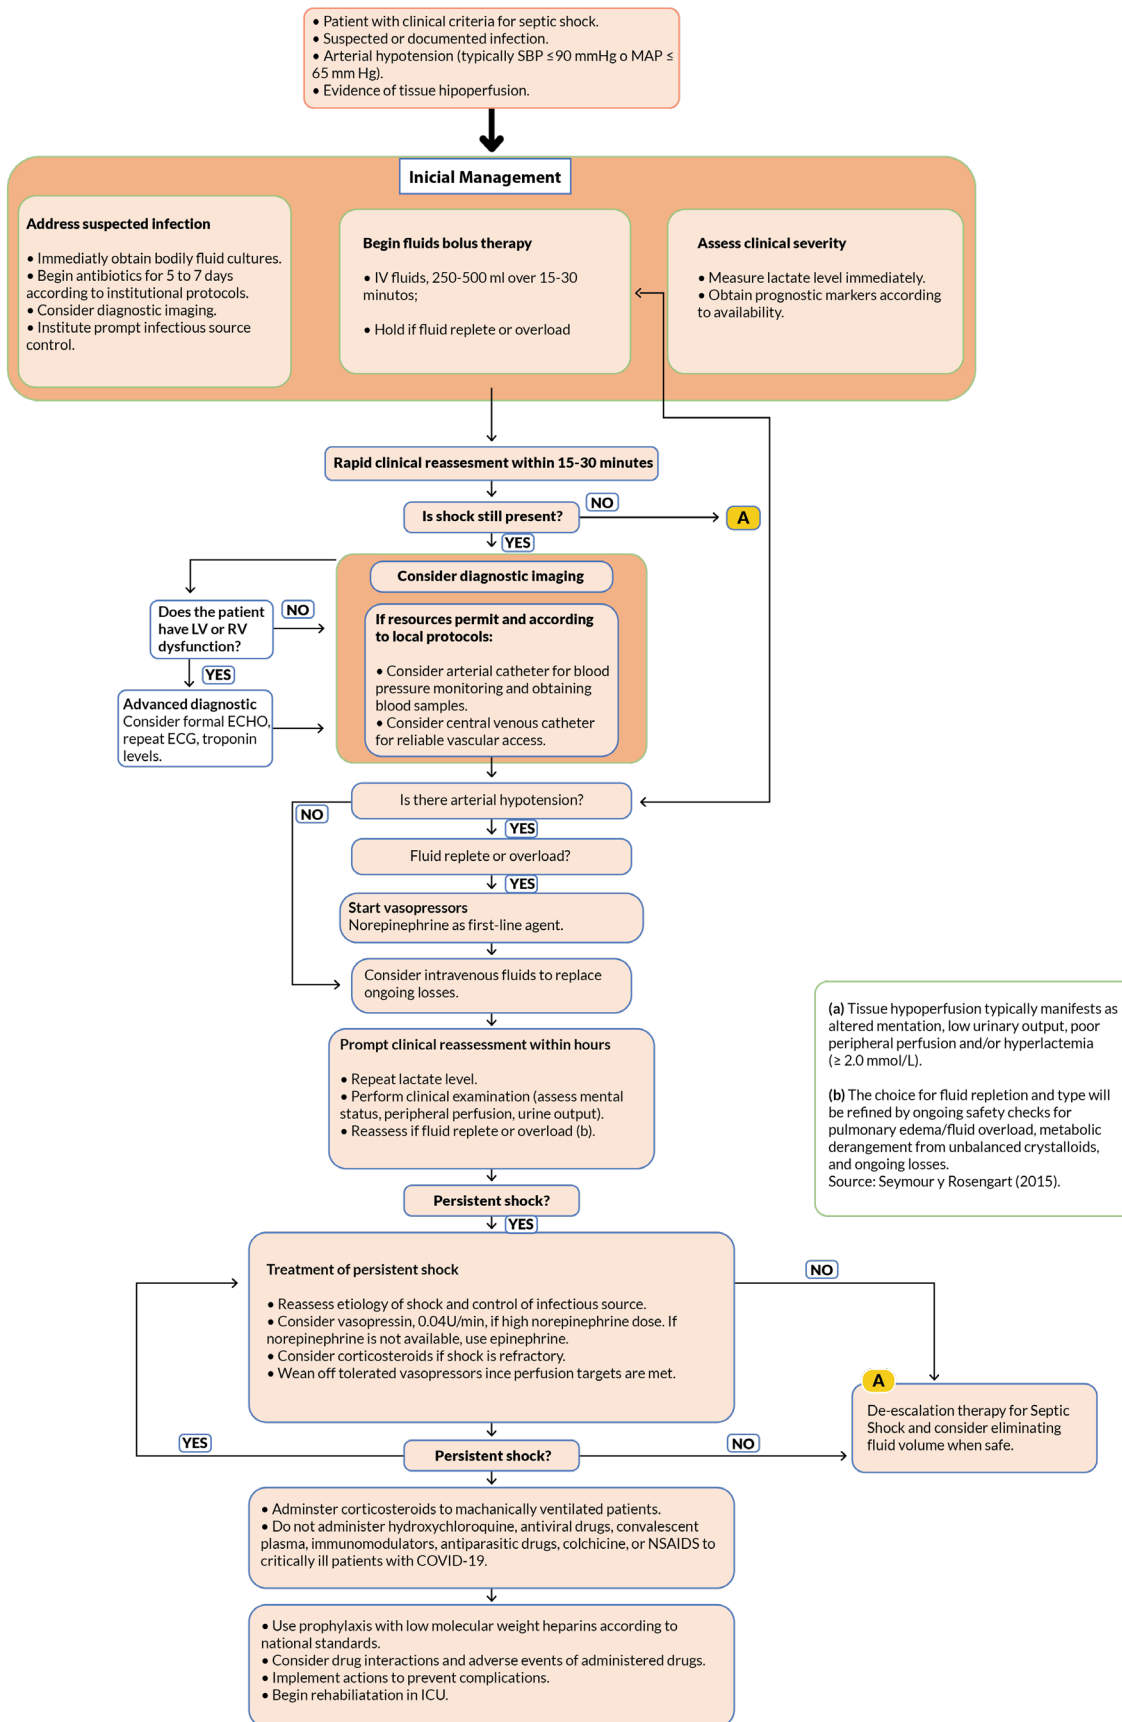 • Patient with clinical criteria for septic shock.
• Suspected or documented infection.
• Arterial hypotension (typically SBP ≤90 mmHg o MAP ≤
65 mm Hg).
• Evidence of tissue hipoperfusion.
Inicial Management
Address suspected infection
• Immediatly obtain bodily fluid cultures.
• Begin antibiotics for 5 to 7 days
according to institutional protocols.
• Consider diagnostic imaging.
• Institute prompt infectious source
control.
Begin fluids bolus therapy
• IV fluids, 250-500 ml over 15-30
minutos;
• Hold if fluid replete or overload
Assess clinical severity
• Measure lactate level immediately.
• Obtain prognostic markers according
to availability.
Rapid clinical reassesment within 15-30 minutes
Is shock still present?
NO
A
YES
Consider diagnostic imaging
Does the patient
have LV or RV
dysfunction?
NO
YES
Advanced diagnostic
Consider formal ECHO,
repeat ECG, troponin
levels.
If resources permit and according
to local protocols:
• Consider arterial catheter for blood
pressure monitoring and obtaining
blood samples.
• Consider central venous catheter
for reliable vascular access.
Is there arterial hypotension?
NO
YES
Fluid replete or overload?
YES
Start vasopressors
Norepinephrine as first-line agent.
Consider intravenous fluids to replace
ongoing losses.
Prompt clinical reassessment within hours
• Repeat lactate level.
• Perform clinical examination (assess mental
status, peripheral perfusion, urine output).
• Reassess if fluid replete or overload (b).
(a) Tissue hypoperfusion typically manifests as
altered mentation, low urinary output, poor
peripheral perfusion and/or hyperlactemia
(≥ 2.0 mmol/L).
(b) The choice for fluid repletion and type will
be refined by ongoing safety checks for
pulmonary edema/fluid overload, metabolic
derangement from unbalanced crystalloids,
and ongoing losses.
Source: Seymour y Rosengart (2015).
Persistent shock?
YES
Treatment of persistent shock
• Reassess etiology of shock and control of infectious source.
• Consider vasopressin, 0.04U/min, if high norepinephrine dose. If
norepinephrine is not available, use epinephrine.
• Consider corticosteroids if shock is refractory.
• Wean off tolerated vasopressors ince perfusion targets are met.
NO
A
De-escalation therapy for Septic
Shock and consider eliminating
fluid volume when safe.
YES
Persistent shock?
NO
• Adminster corticosteroids to machanically ventilated patients.
• Do not administer hydroxychloroquine, antiviral drugs, convalescent
plasma, immunomodulators, antiparasitic drugs, colchicine, or NSAIDS to
critically ill patients with COVID-19.
• Use prophylaxis with low molecular weight heparins according to
national standards.
• Consider drug interactions and adverse events of administered drugs.
• Implement actions to prevent complications.
• Begin rehabiliatation in ICU.